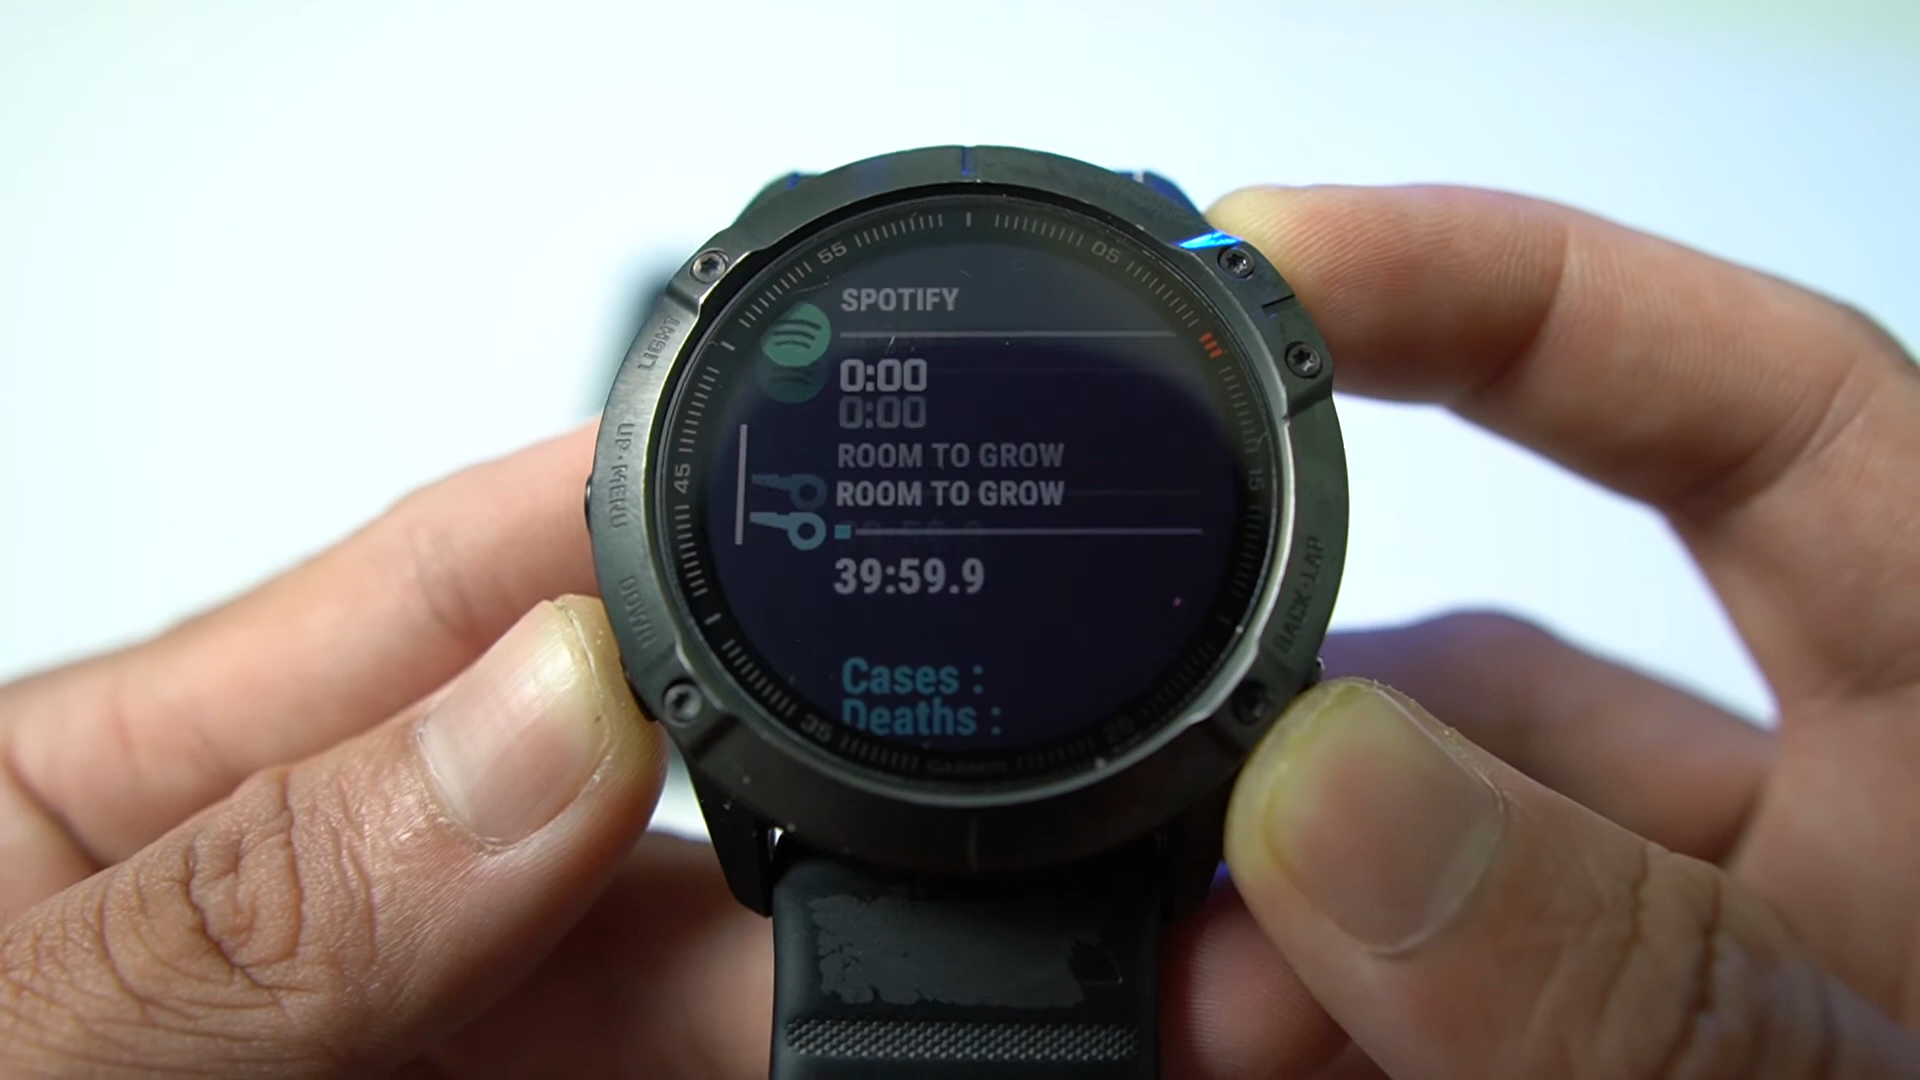 55
05
LIGHT
SPOTIFY
0:00
0:00
UP·MENU
ROOM TO GROW
45
ROOM TO GROW
15
39:59.9
BACK·LAP
Cases :
35
Deaths :
25
GARMIN